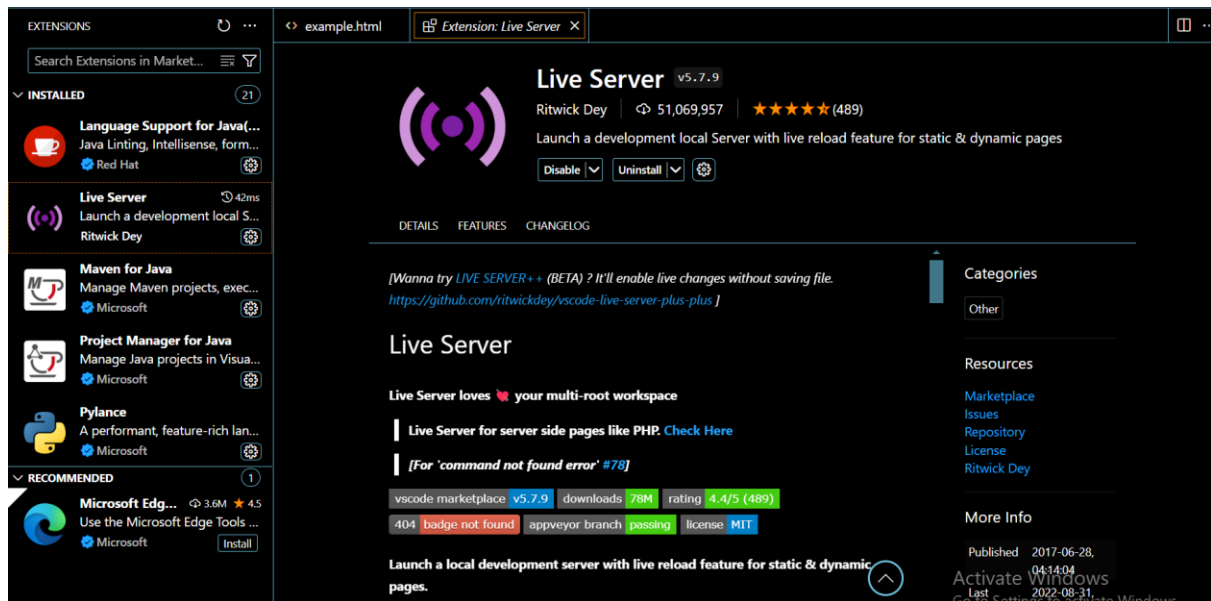 EXTENSIONS
Search Extensions in Market...
INSTALLED 21
Language Support for Java(...
Java Linting, Intellisense, form...
Red Hat
Live Server 42ms
Launch a development local S...
Ritwick Dey
Maven for Java
Manage Maven projects, exec...
Microsoft
Project Manager for Java
Manage Java projects in Visua...
Microsoft
Pylance
A performant, feature-rich lan...
Microsoft
RECOMMENDED 1
Microsoft Edg... 3.6M ★ 4.5
Use the Microsoft Edge Tools ...
Microsoft Install
example.html Extension: Live Server
Live Server v5.7.9
Ritwick Dey 51,069,957 (489)
Launch a development local Server with live reload feature for static & dynamic pages
Disable Uninstall
DETAILS FEATURES CHANGELOG
[Wanna try LIVE SERVER++ (BETA) ? It'll enable live changes without saving file.
https://github.com/ritwickdey/vscode-live-server-plus-plus ]
Live Server
Live Server loves 💘 your multi-root workspace
Live Server for server side pages like PHP. Check Here
[For 'command not found error' #78]
vscode marketplace v5.7.9 downloads 78M rating 4.4/5 (489)
404 badge not found appveyor branch passing license MIT
Launch a local development server with live reload feature for static & dynamic
pages.
Categories
Other
Resources
Marketplace
Issues
Repository
License
Ritwick Dey
More Info
Published 2017-06-28,
04:14:04
Last 2022-08-31,
Activate Windows
Go to Settings to activate Windows.